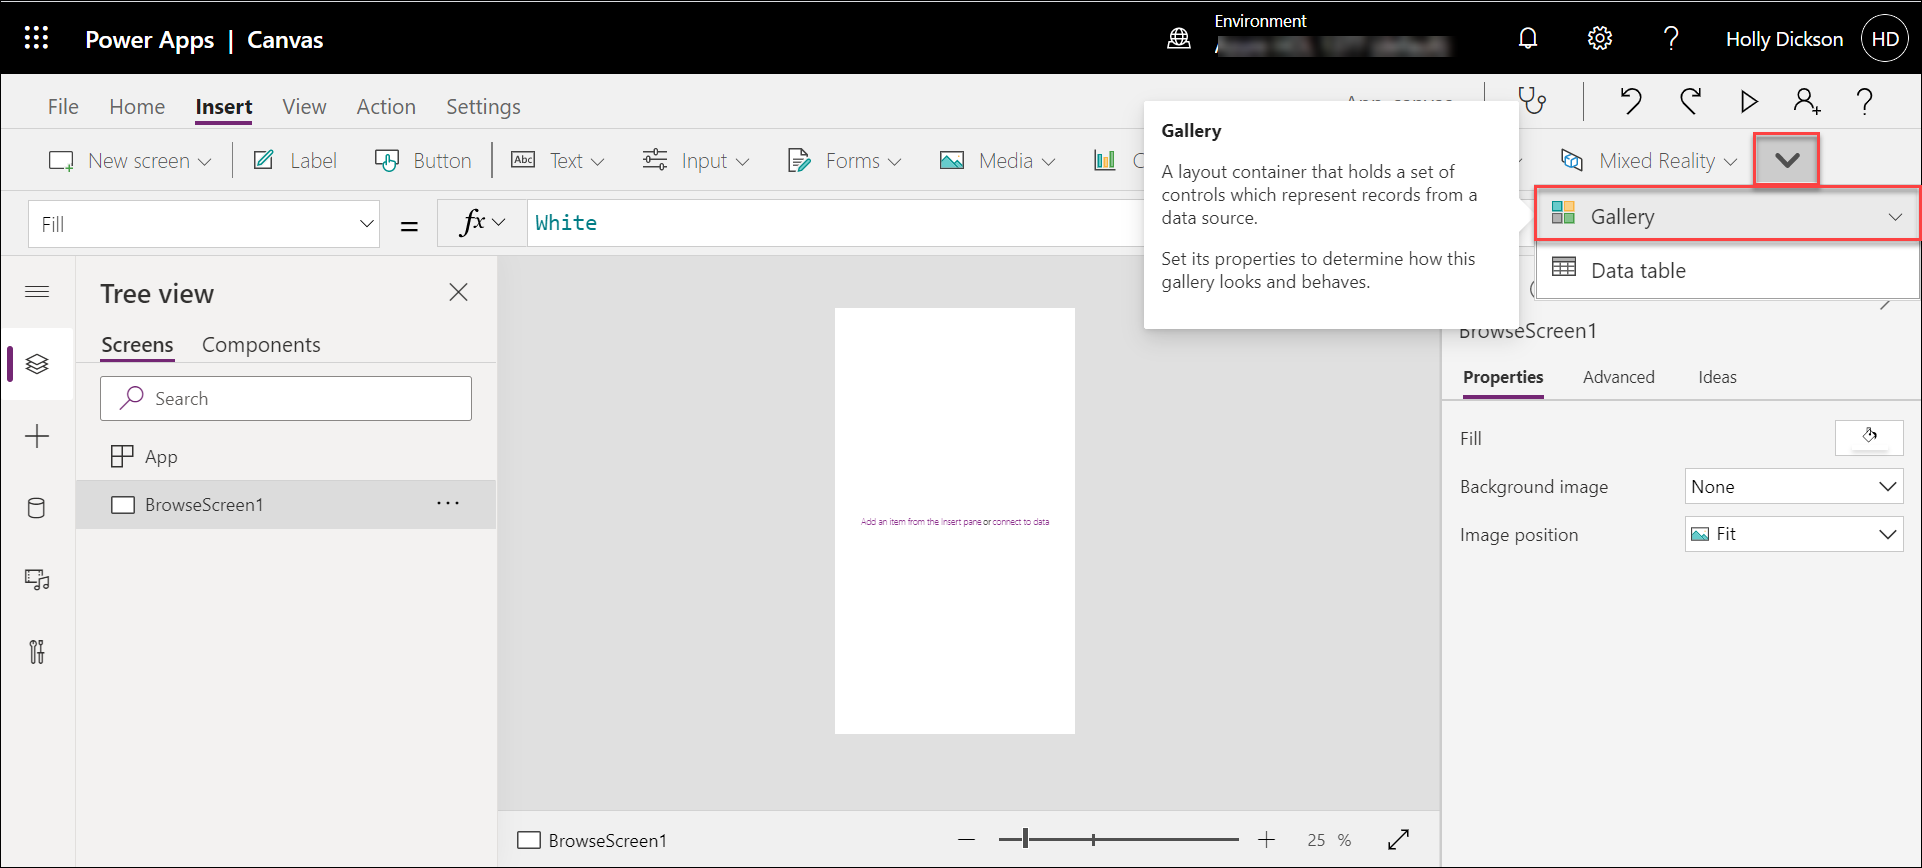 Power Apps | Canvas
Environment
Holly Dickson
HD
File
Home
Insert
View
Action
Settings
New screen
Label
Button
Abc
Text
Input
Forms
Media
Mixed Reality
Gallery
A layout container that holds a set of
controls which represent records from a
data source.
Set its properties to determine how this
gallery looks and behaves.
Gallery
Data table
Fill
=
fx
White
Tree view
Screens
Components
Search
App
BrowseScreen1
Add an item from the Insert pane or connect to data
BrowseScreen1
Properties
Advanced
Ideas
Fill
Background image
None
Image position
Fit
BrowseScreen1
25 %